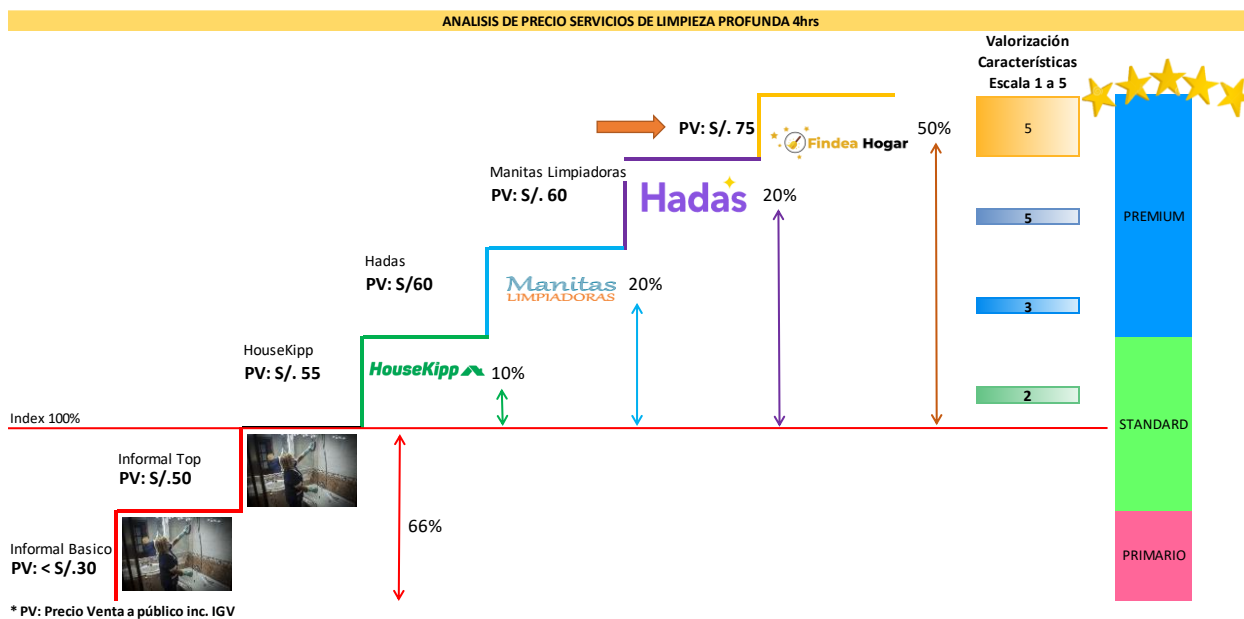 ANALISIS DE PRECIO SERVICIOS DE LIMPIEZA PROFUNDA 4hrs
Valorización
Características
Escala 1 a 5
5
PV: S/. 75
Findea Hogar
50%
Manitas Limpiadoras
PV: S/. 60
Hadas
20%
5
PREMIUM
Hadas
PV: S/60
Manitas
LIMPIADORAS
20%
3
HouseKipp
PV: S/. 55
HouseKipp
10%
2
Index 100%
STANDARD
Informal Top
PV: S/.50
66%
Informal Basico
PV: < S/.30
PRIMARIO
* PV: Precio Venta a público inc. IGV